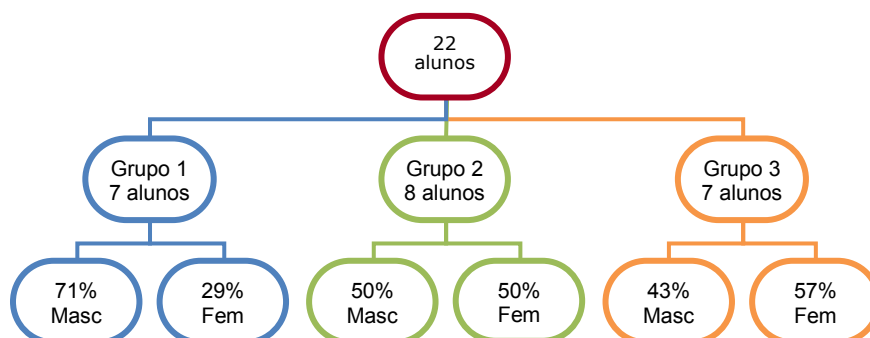 22
alunos
Grupo 1
7 alunos
Grupo 2
8 alunos
Grupo 3
7 alunos
71%
Masc
29%
Fem
50%
Masc
50%
Fem
43%
Masc
57%
Fem